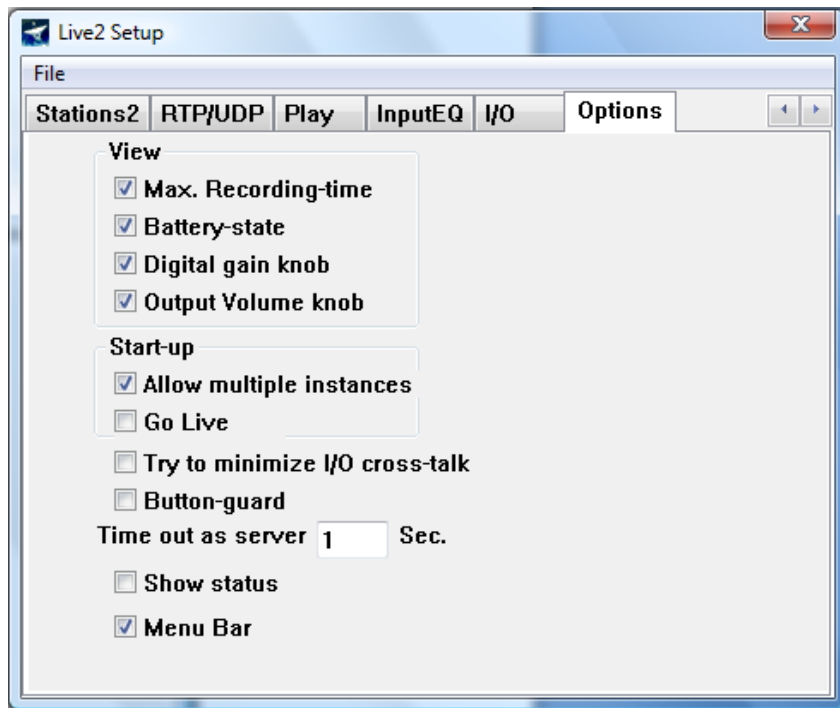 Live2 Setup
File
Stations2 RTP/UDP Play InputEQ I/O Options
View
Max. Recording-time
Battery-state
Digital gain knob
Output Volume knob
Start-up
Allow multiple instances
Go Live
Try to minimize I/O cross-talk
Button-guard
Time out as server 1 Sec.
Show status
Menu Bar